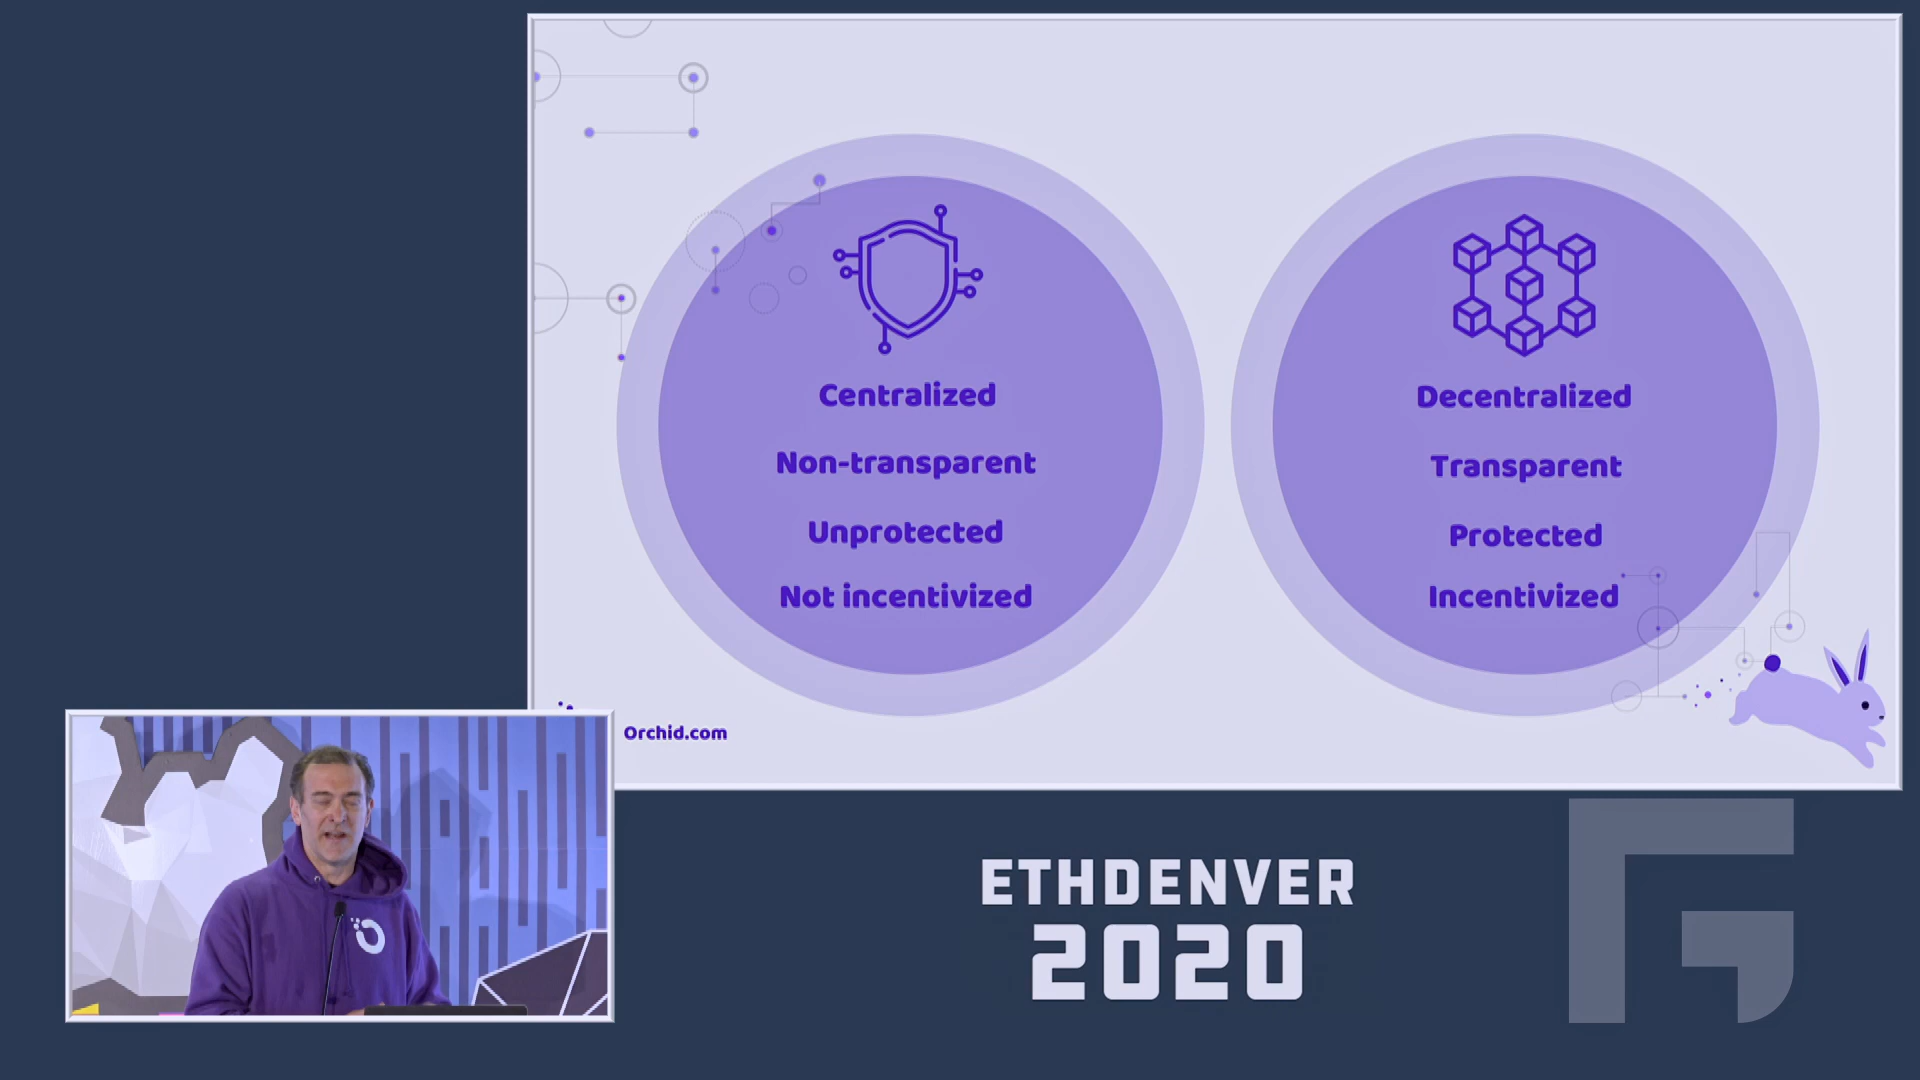 Centralized
Non-transparent
Unprotected
Not incentivized
Decentralized
Transparent
Protected
Incentivized
Orchid.com
ETHDENVER
2020